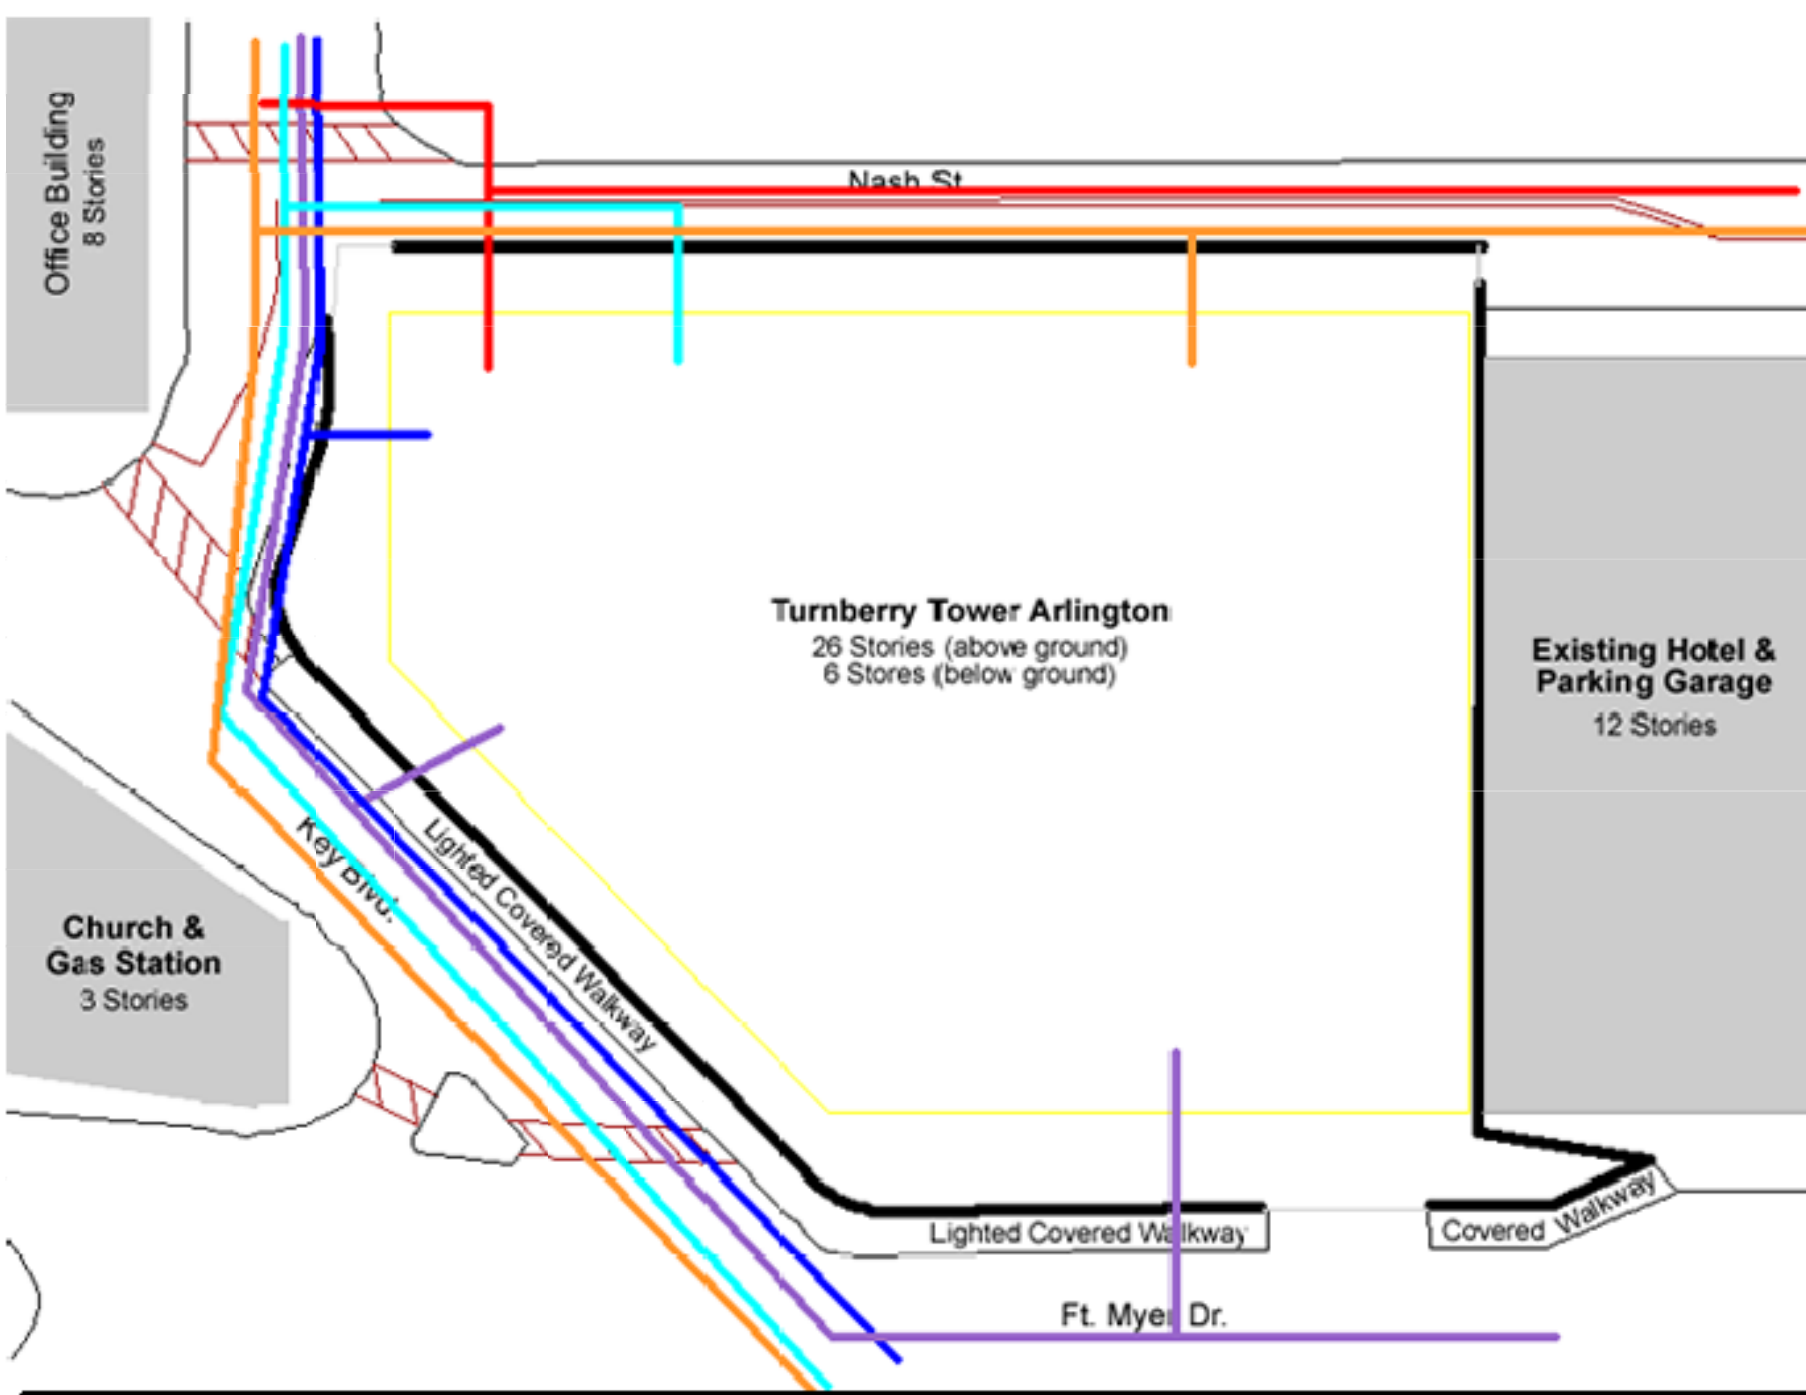 Office Building
8 Stories
Nash St
Turnberry Tower Arlington
26 Stories (above ground)
6 Stores (below ground)
Existing Hotel &
Parking Garage
12 Stories
Key Blvd.
Lighted Covered Walkway
Church &
Gas Station
3 Stories
Lighted Covered Walkway
Covered Walkway
Ft. Myer Dr.